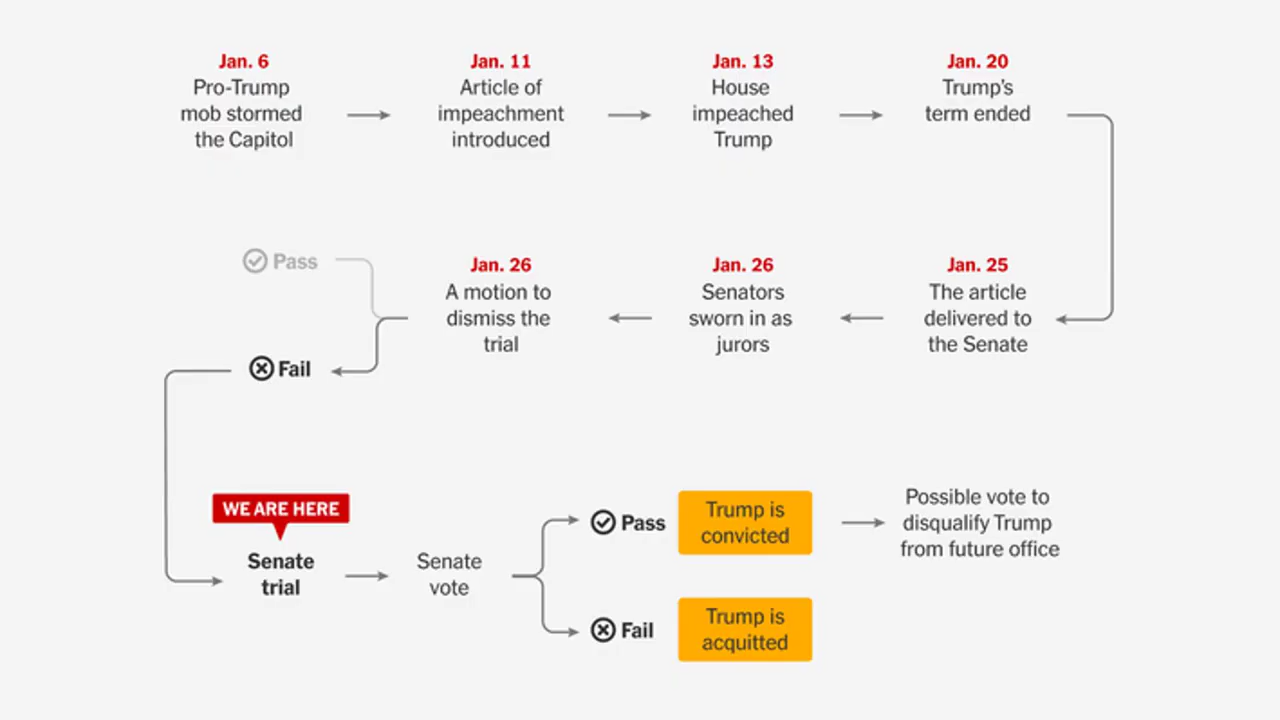 Jan. 6
Pro-Trump
mob stormed
the Capitol
Jan. 11
Article of
impeachment
introduced
Jan. 13
House
impeached
Trump
Jan. 20
Trump's
term ended
Jan. 25
The article
delivered to
the Senate
Jan. 26
Senators
sworn in as
jurors
Jan. 26
A motion to
dismiss the
trial
Pass
Fail
WE ARE HERE
Senate
trial
Senate
vote
Pass
Trump is
convicted
Possible vote to
disqualify Trump
from future office
Fail
Trump is
acquitted